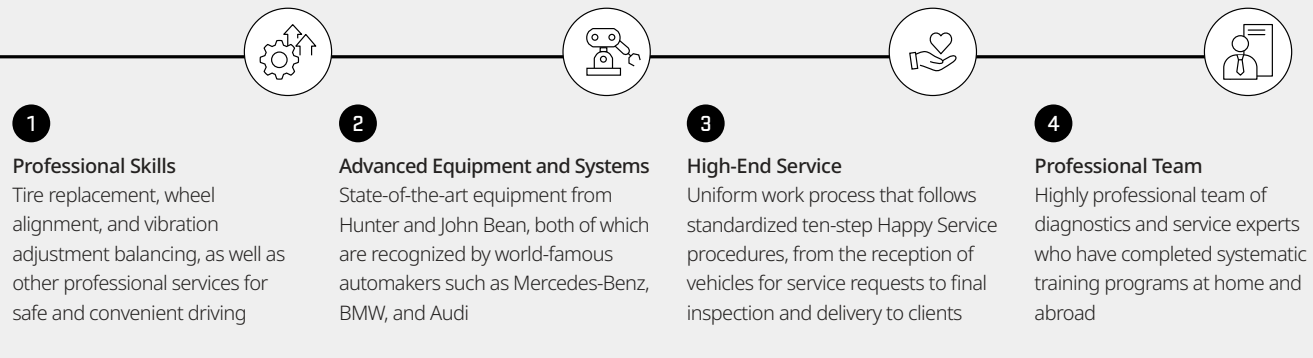 1
Professional Skills
Tire replacement, wheel
alignment, and vibration
adjustment balancing, as well as
other professional services for
safe and convenient driving
2
Advanced Equipment and Systems
State-of-the-art equipment from
Hunter and John Bean, both of which
are recognized by world-famous
automakers such as Mercedes-Benz,
BMW, and Audi
3
High-End Service
Uniform work process that follows
standardized ten-step Happy Service
procedures, from the reception of
vehicles for service requests to final
inspection and delivery to clients
4
Professional Team
Highly professional team of
diagnostics and service experts
who have completed systematic
training programs at home and
abroad